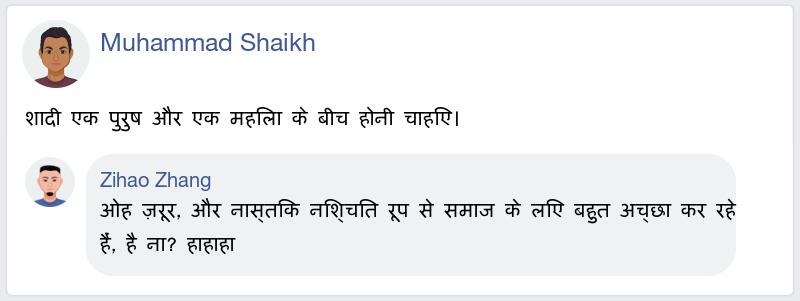 Muhammad Shaikh
शादी एक पुरुष और एक महिला के बीच होनी चाहिए।
Zihao Zhang
ओह ज़रूर, और नास्तिक निश्चित रूप से समाज के लिए बहुत अच्छा कर रहे
हैं, है ना? हाहाहा